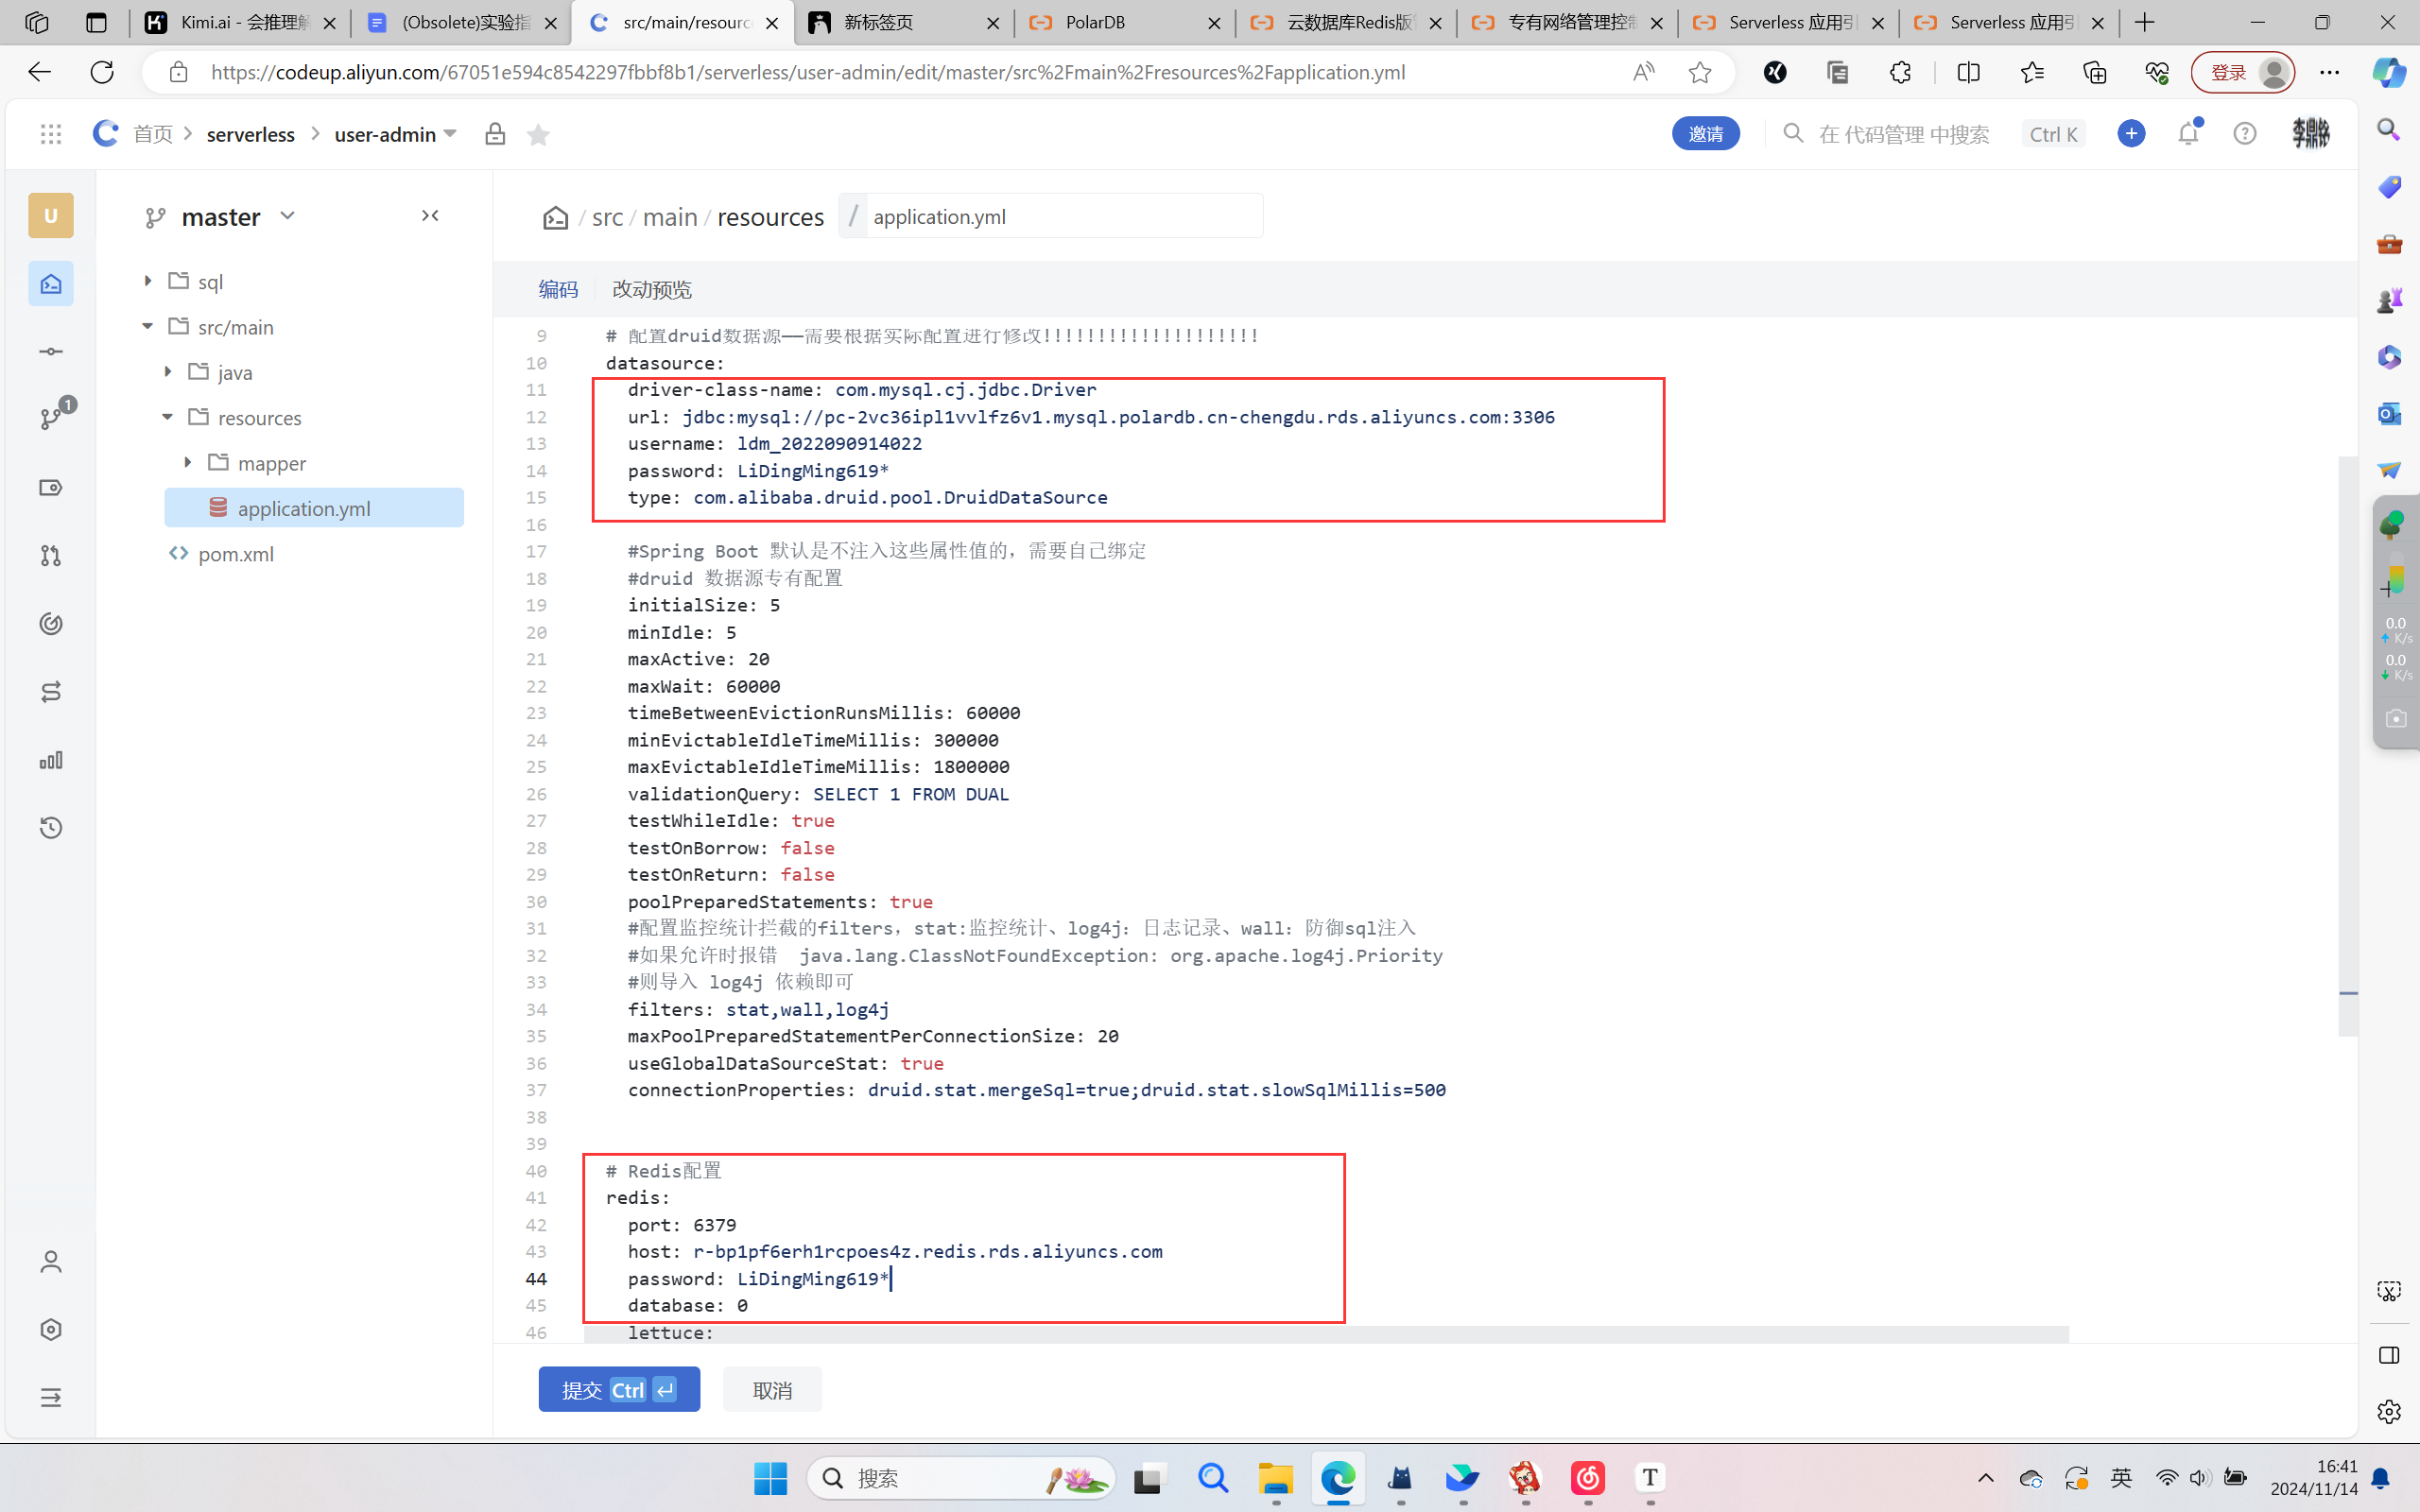 Kimi.ai - 会推理解
(Obsolete)实验指
src/main/resourc
新标签页
PolarDB
云数据库Redis版
专有网络管理控制
Serverless 应用引
Serverless 应用引
https://codeup.aliyun.com/67051e594c8542297fbbf8b1/serverless/user-admin/edit/master/src%2Fmain%2Fresources%2Fapplication.yml
登录
首页
serverless
user-admin
邀请
在 代码管理 中搜索
Ctrl K
李鼎铭
U
master
/ src / main / resources
/ application.yml
sql
src/main
java
resources
mapper
application.yml
pom.xml
1
编码
改动预览
9 # 配置druid数据源——需要根据实际配置进行修改!!!!!!!!!!!!!!!!!!!!
10 datasource:
11 driver-class-name: com.mysql.cj.jdbc.Driver
12 url: jdbc:mysql://pc-2vc36ipl1vvlfz6v1.mysql.polardb.cn-chengdu.rds.aliyuncs.com:3306
13 username: ldm_2022090914022
14 password: LiDingMing619*
15 type: com.alibaba.druid.pool.DruidDataSource
16
17 #Spring Boot 默认是不注入这些属性值的，需要自己绑定
18 #druid 数据源专有配置
19 initialSize: 5
20 minIdle: 5
21 maxActive: 20
22 maxWait: 60000
23 timeBetweenEvictionRunsMillis: 60000
24 minEvictableIdleTimeMillis: 300000
25 maxEvictableIdleTimeMillis: 1800000
26 validationQuery: SELECT 1 FROM DUAL
27 testWhileIdle: true
28 testOnBorrow: false
29 testOnReturn: false
30 poolPreparedStatements: true
31 #配置监控统计拦截的filters，stat:监控统计、log4j：日志记录、wall：防御sql注入
32 #如果允许时报错  java.lang.ClassNotFoundException: org.apache.log4j.Priority
33 #则导入 log4j 依赖即可
34 filters: stat,wall,log4j
35 maxPoolPreparedStatementPerConnectionSize: 20
36 useGlobalDataSourceStat: true
37 connectionProperties: druid.stat.mergeSql=true;druid.stat.slowSqlMillis=500
38
39
40 # Redis配置
41 redis:
42 port: 6379
43 host: r-bp1pf6erh1rcpoes4z.redis.rds.aliyuncs.com
44 password: LiDingMing619*
45 database: 0
46 lettuce:
提交 Ctrl
取消
0.0
K/s
0.0
K/s
搜索
英
16:41
2024/11/14